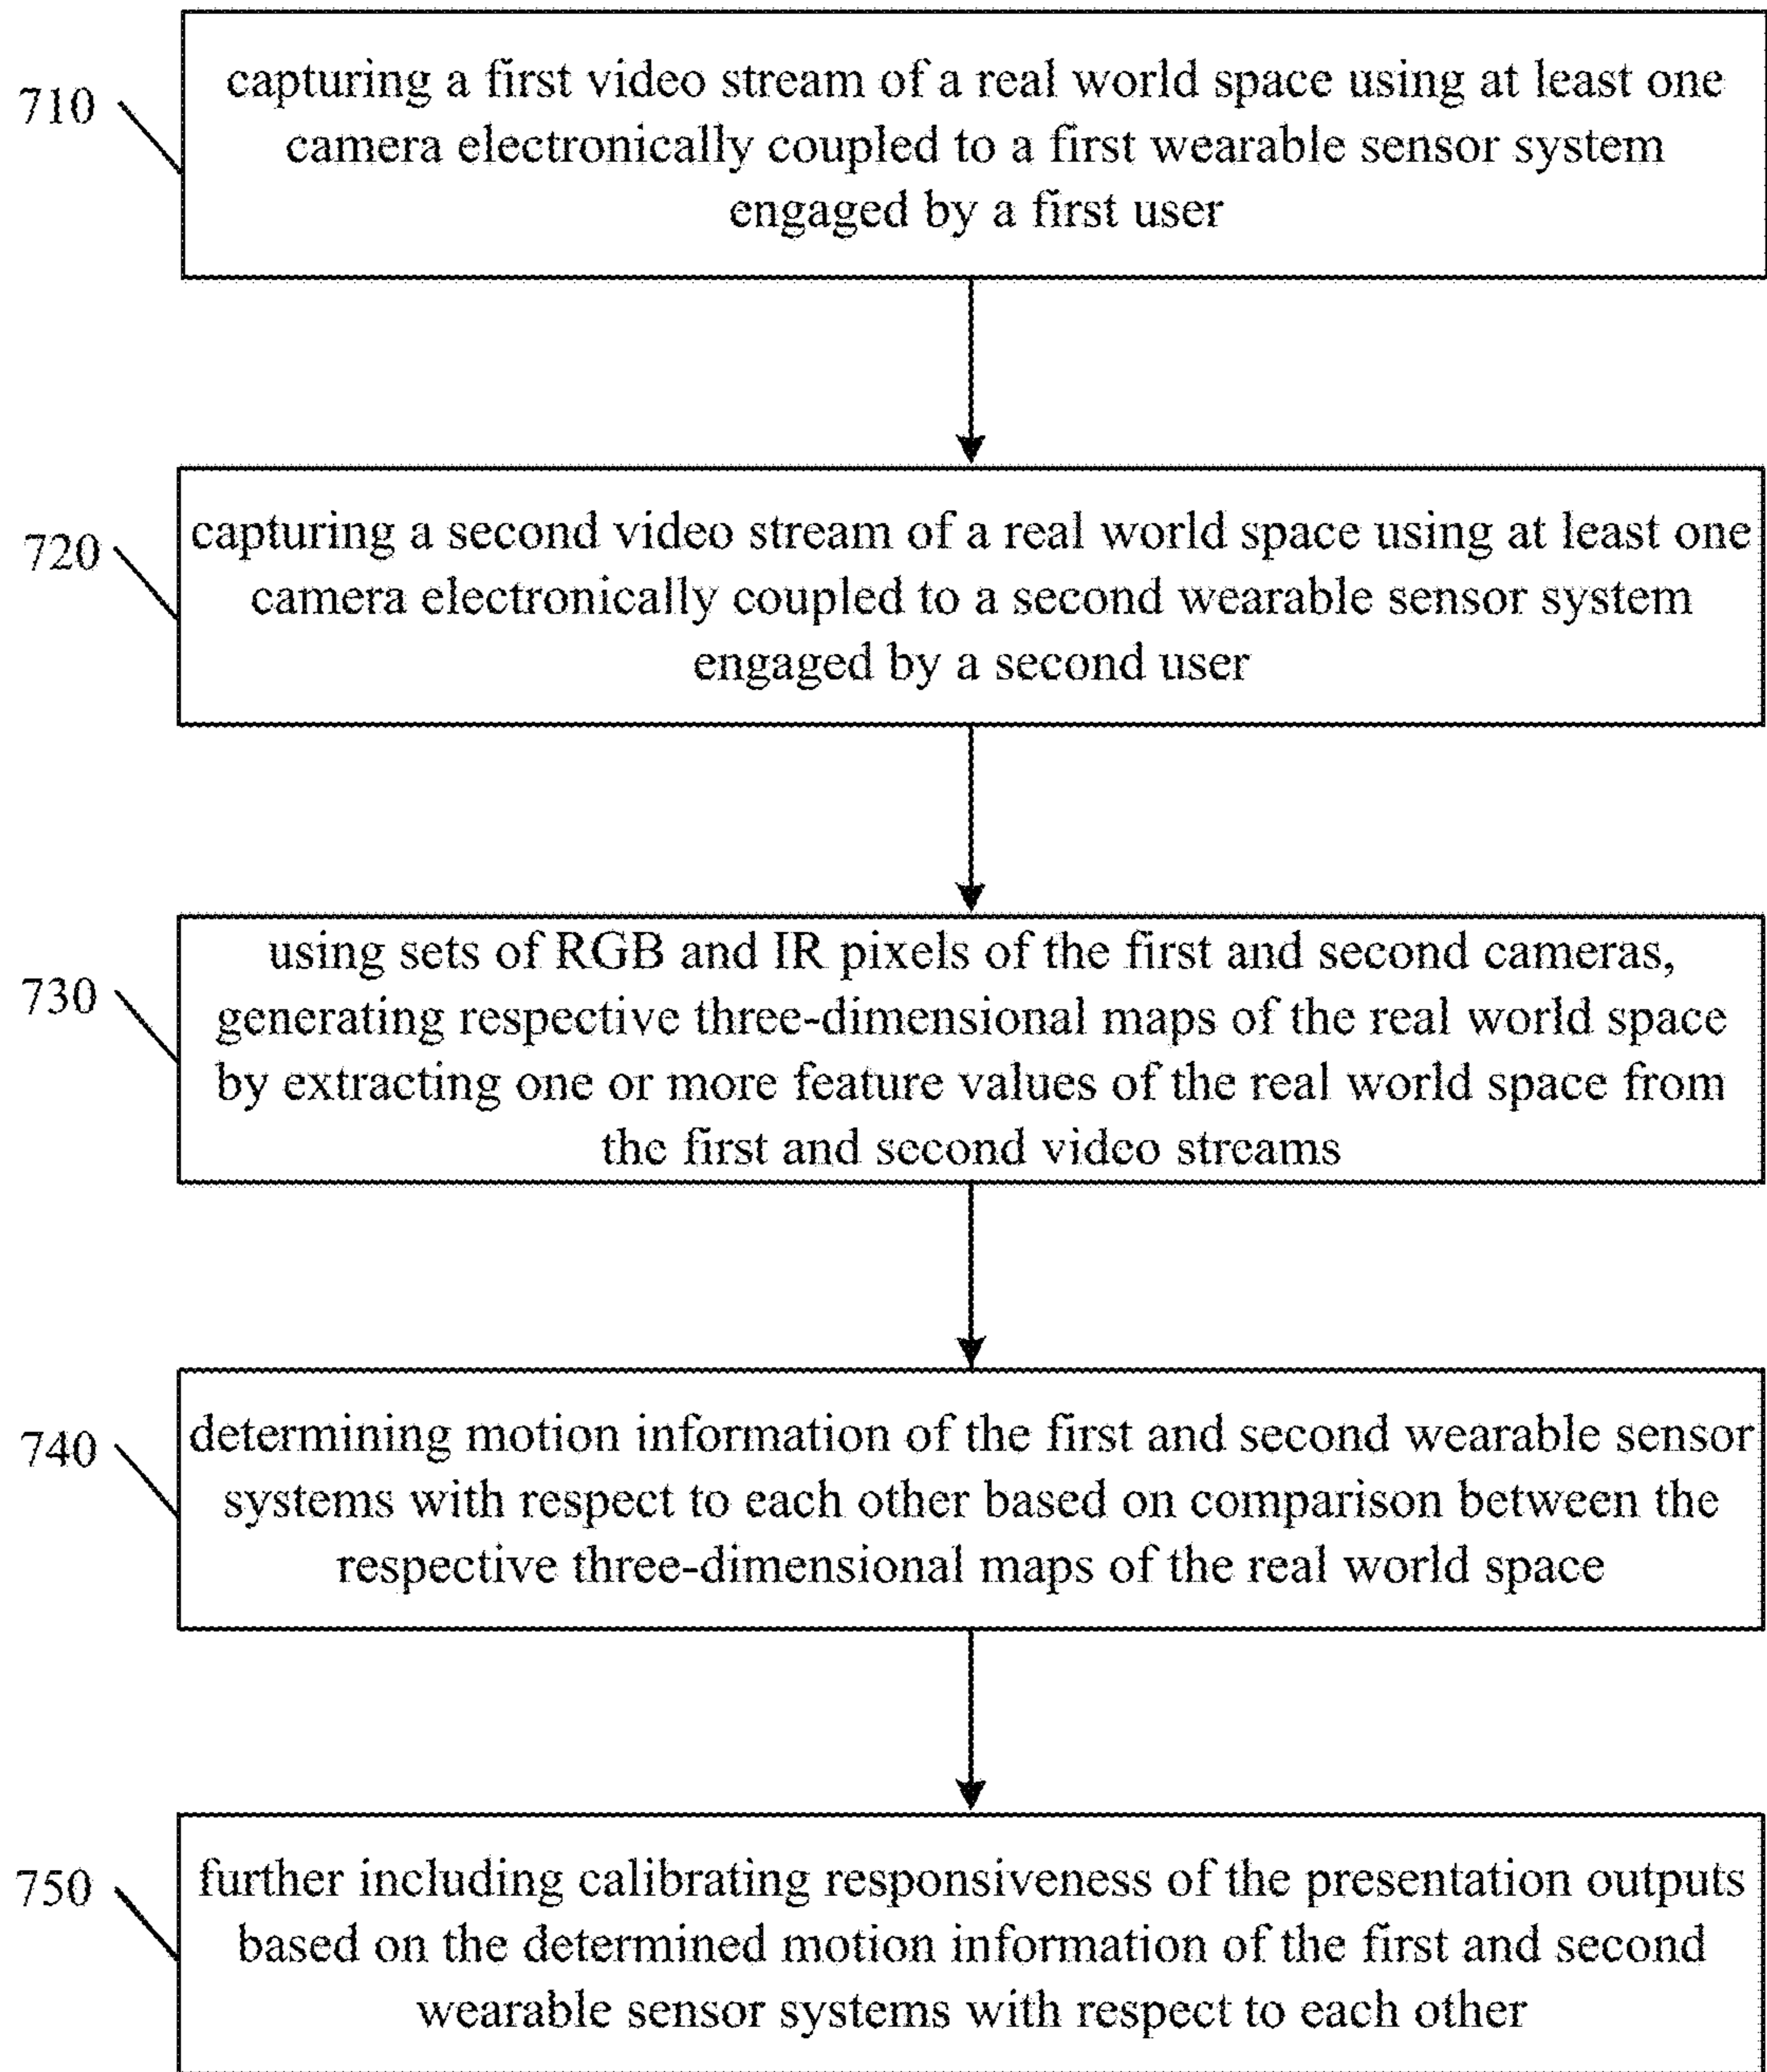 710
capturing a first video stream of a real world space using at least one
camera electronically coupled to a first wearable sensor system
engaged by a first user
720
capturing a second video stream of a real world space using at least one
camera electronically coupled to a second wearable sensor system
engaged by a second user
730
using sets of RGB and IR pixels of the first and second cameras,
generating respective three-dimensional maps of the real world space
by extracting one or more feature values of the real world space from
the first and second video streams
740
determining motion information of the first and second wearable sensor
systems with respect to each other based on comparison between the
respective three-dimensional maps of the real world space
750
further including calibrating responsiveness of the presentation outputs
based on the determined motion information of the first and second
wearable sensor systems with respect to each other